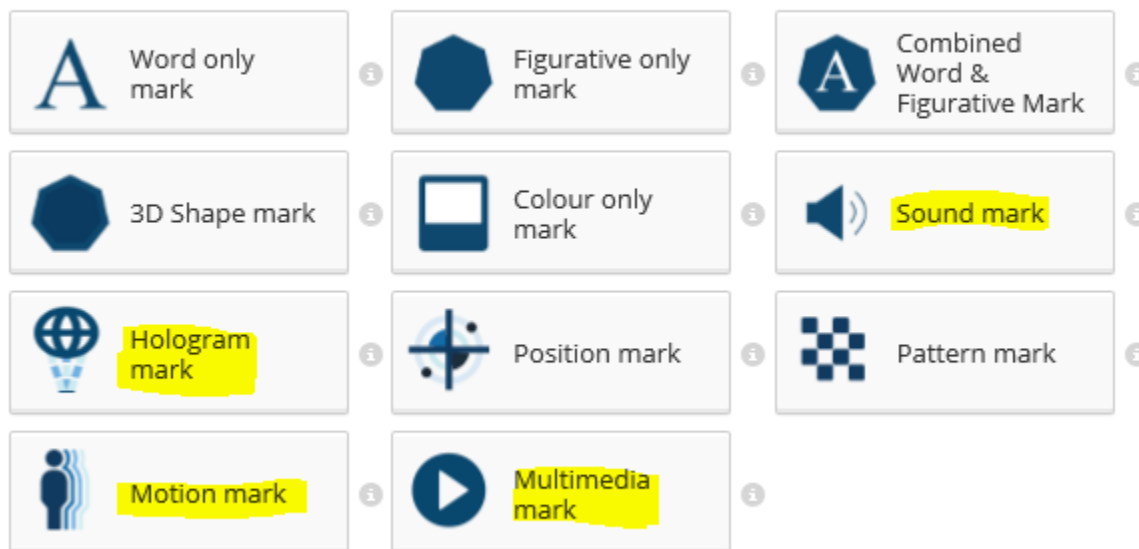 Word only
mark
Figurative only
mark
A
Combined
Word &
Figurative Mark
3D Shape mark
Colour only
mark
Sound mark
Hologram
mark
Position mark
Pattern mark
Motion mark
Multimedia
mark